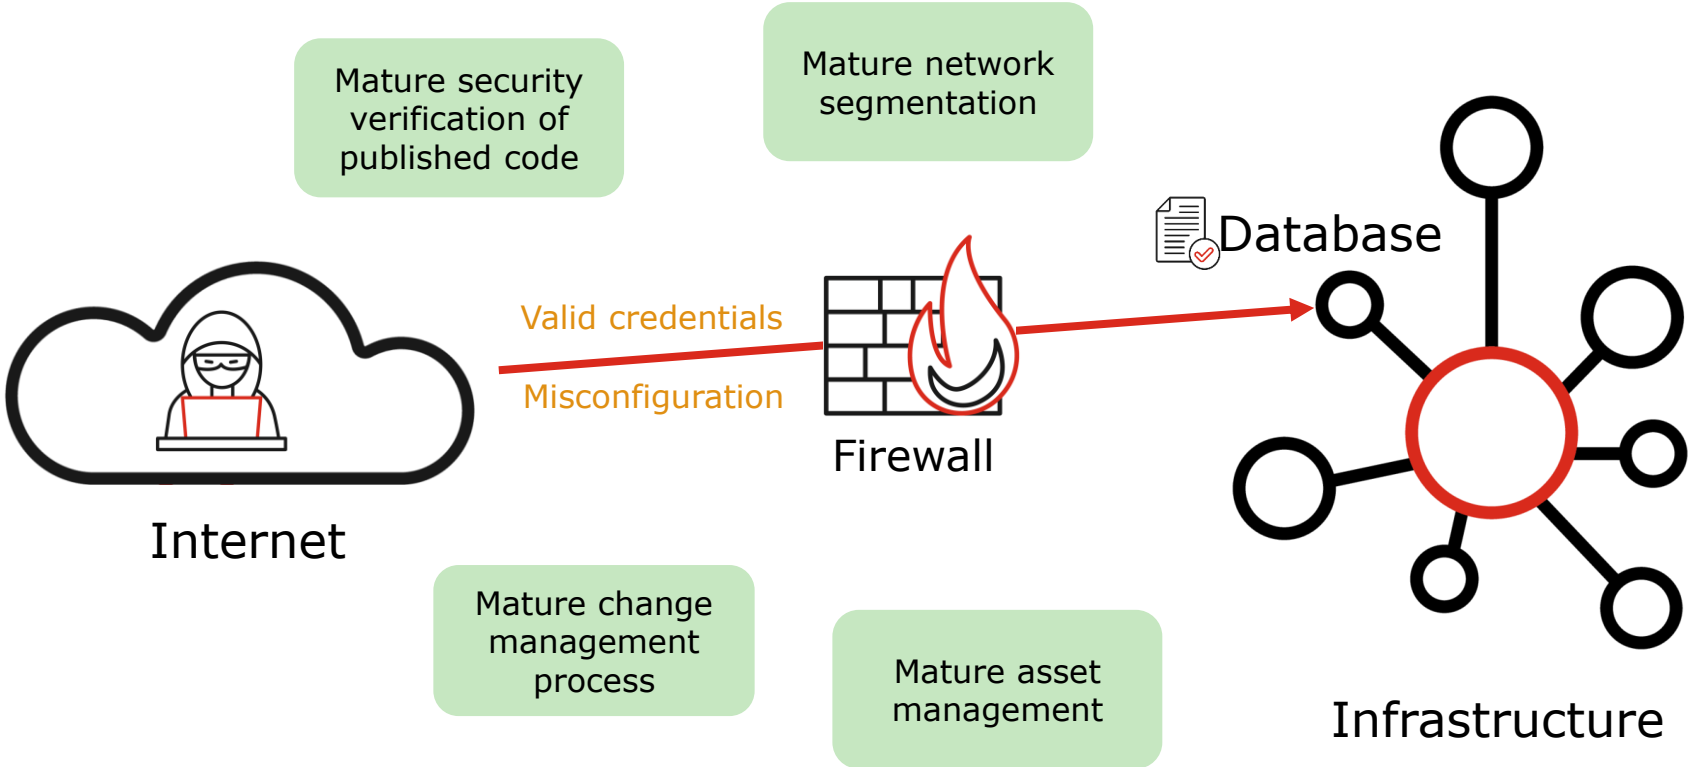 Mature security
verification of
published code
Mature network
segmentation
Database
Valid credentials
Misconfiguration
Firewall
Internet
Mature change
management
process
Mature asset
management
Infrastructure